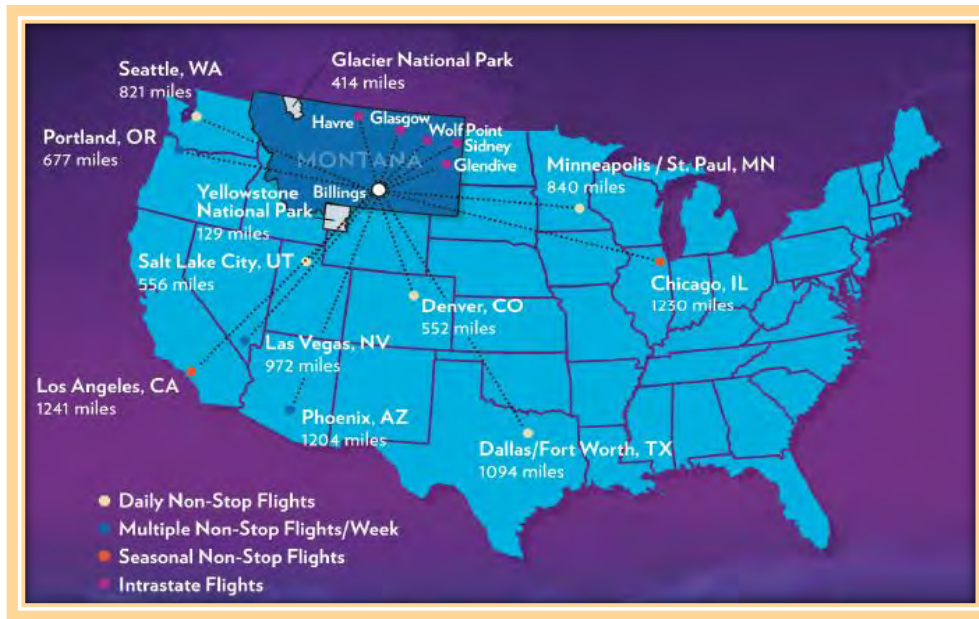 Glacier National Park
414 miles
Seattle, WA
821 miles
Portland, OR
677 miles
Havre
Glasgow
Wolf Point
Sidney
Glendive
MONTANA
Billings
Minneapolis / St. Paul, MN
840 miles
Yellowstone
National Park
129 miles
Salt Lake City, UT
556 miles
Denver, CO
552 miles
Chicago, IL
1230 miles
Las Vegas, NV
972 miles
Los Angeles, CA
1241 miles
Phoenix, AZ
1204 miles
Dallas/Fort Worth, TX
1094 miles
Daily Non-Stop Flights
Multiple Non-Stop Flights/Week
Seasonal Non-Stop Flights
Intrastate Flights